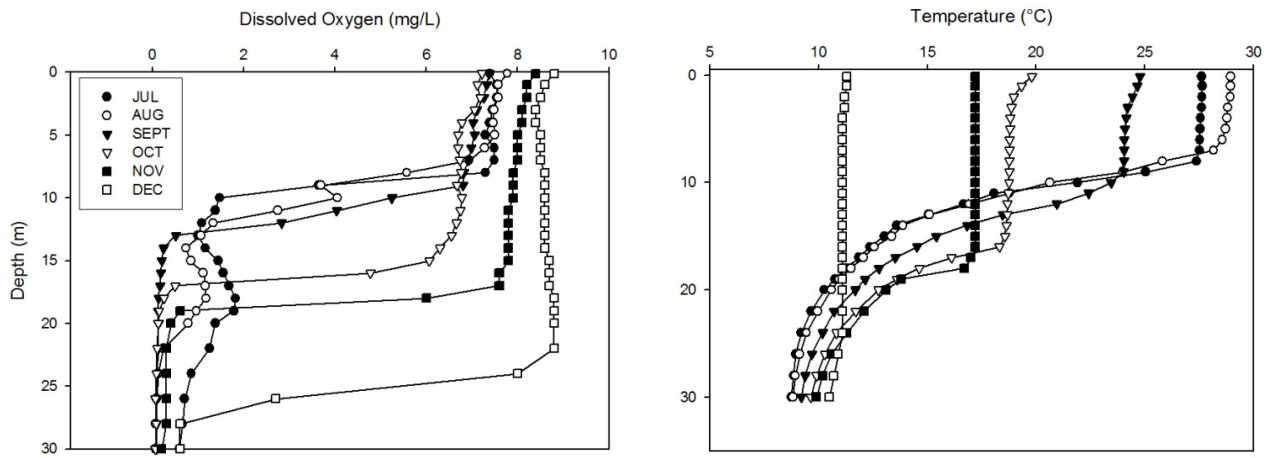 Dissolved Oxygen (mg/L)
0 2 4 6 8 10
0
5
10
15
20
25
30
Depth (m)
JUL
AUG
SEPT
OCT
NOV
DEC
Temperature (°C)
5 10 15 20 25 30
0
10
20
30